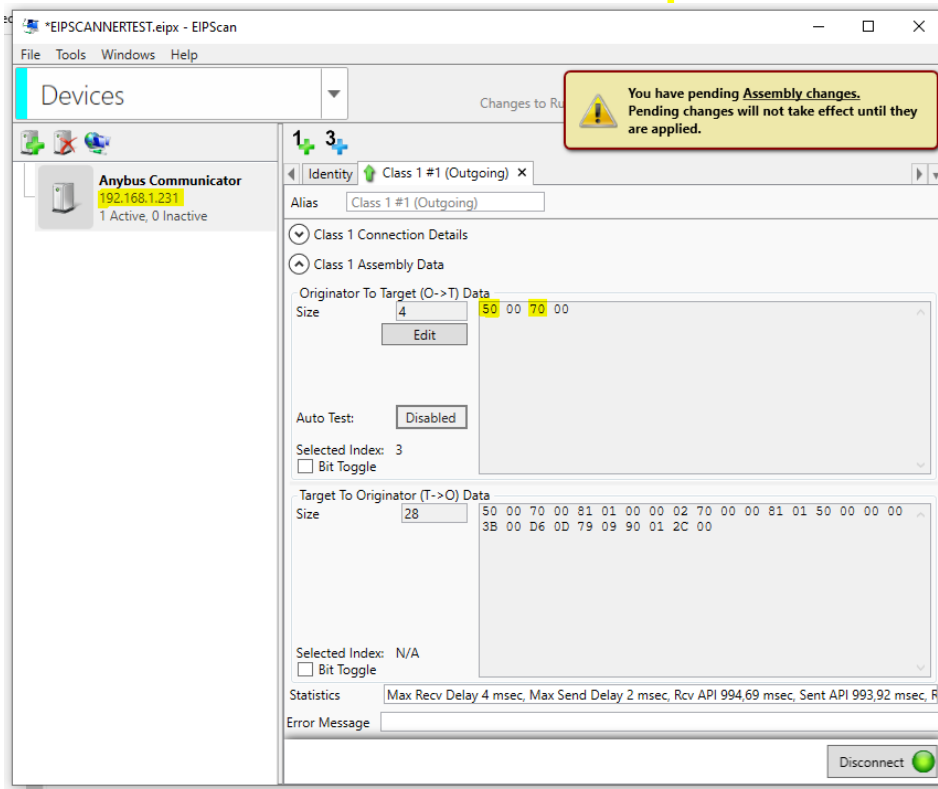 *EIPSCANNERTEST.eipx - EIPScan
File Tools Windows Help
Devices
Changes to Ru
You have pending Assembly changes.
Pending changes will not take effect until they
are applied.
1 3
Anybus Communicator
192.168.1.231
1 Active, 0 Inactive
Identity Class 1 #1 (Outgoing)
Alias Class 1 #1 (Outgoing)
Class 1 Connection Details
Class 1 Assembly Data
Originator To Target (O->T) Data
Size 4 50 00 70 00
Edit
Auto Test: Disabled
Selected Index: 3
Bit Toggle
Target To Originator (T->O) Data
Size 28 50 00 70 00 81 01 00 00 02 70 00 00 81 01 50 00 00 00
3B 00 D6 0D 79 09 90 01 2C 00
Selected Index: N/A
Bit Toggle
Statistics Max Recv Delay 4 msec, Max Send Delay 2 msec, Rcv API 994,69 msec, Sent API 993,92 msec, R
Error Message
Disconnect